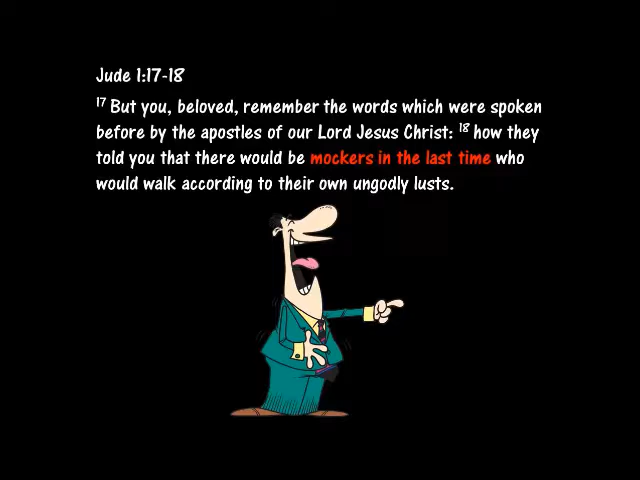 Jude 1:17-18
17 But you, beloved, remember the words which were spoken
before by the apostles of our Lord Jesus Christ: 18 how they
told you that there would be mockers in the last time who
would walk according to their own ungodly lusts.